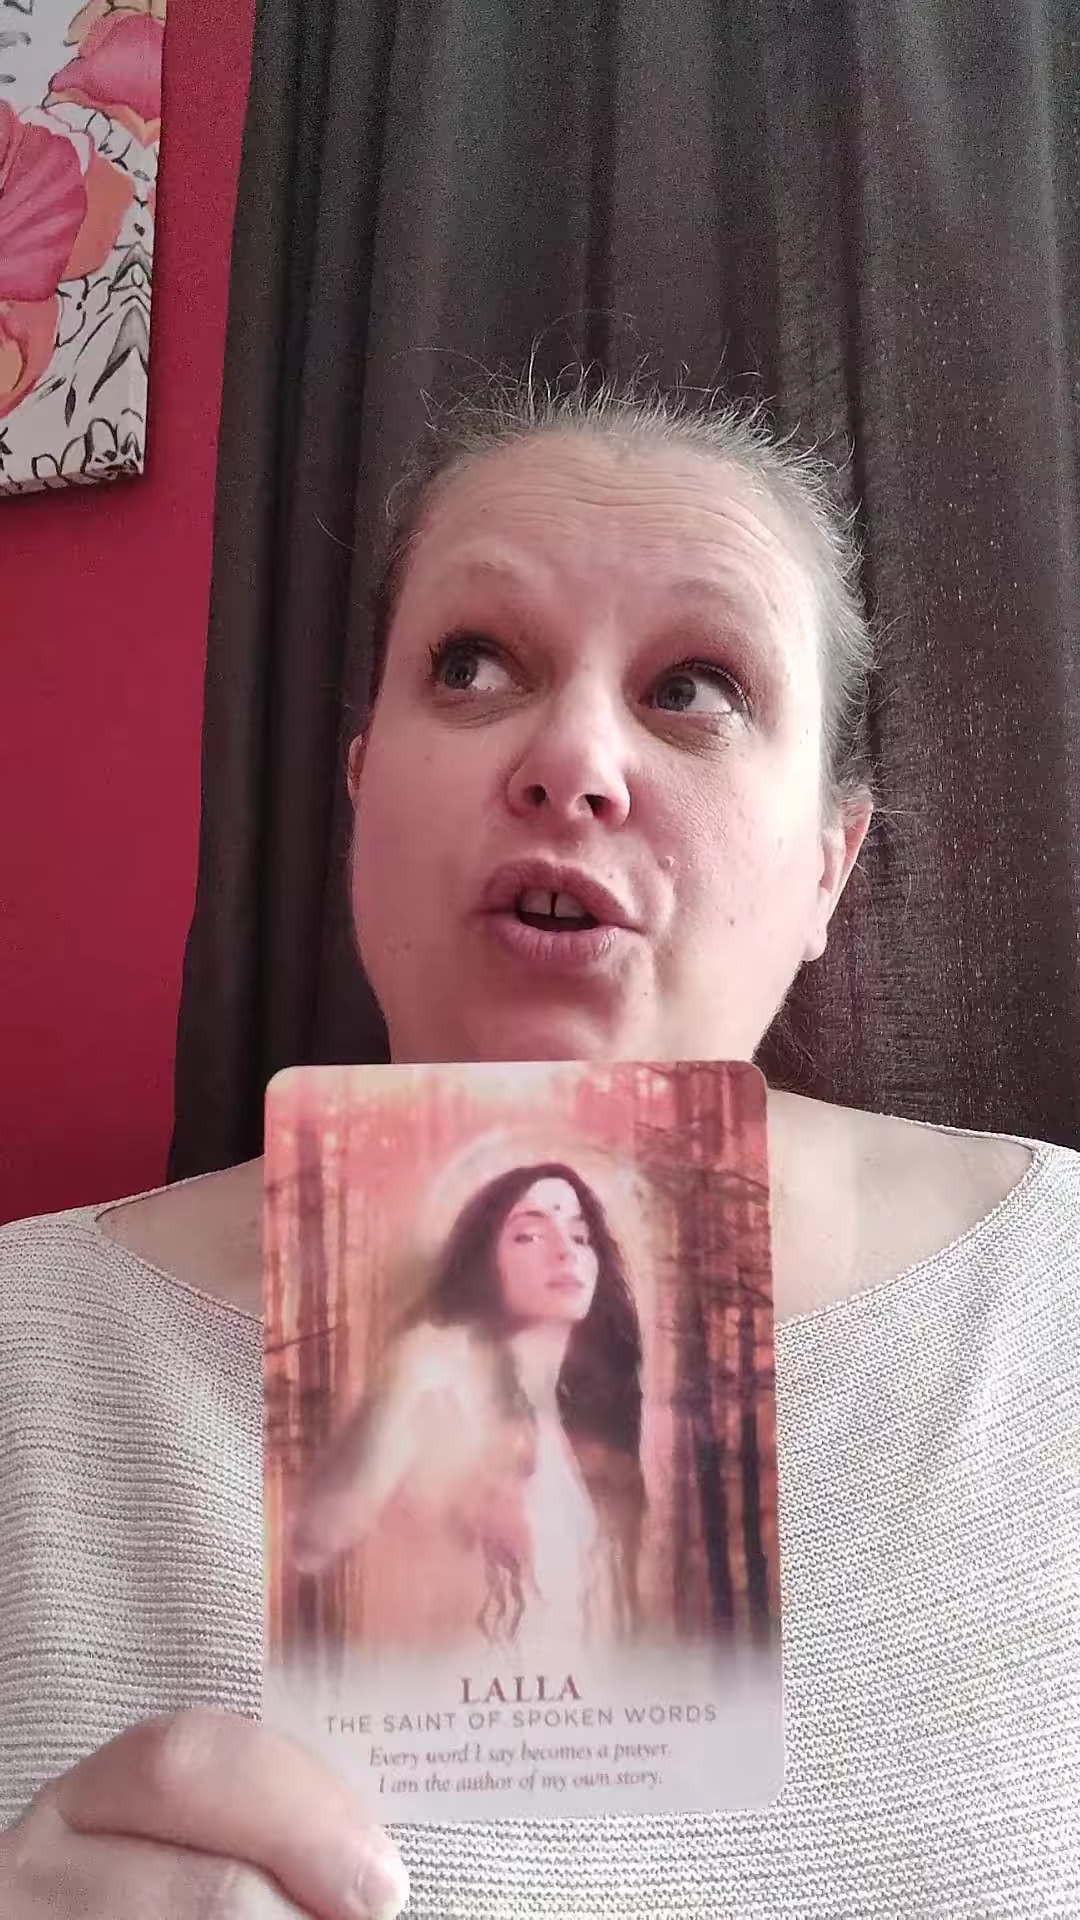 LALLA
THE SAINT OF SPOKEN WORDS
Every word I say becomes a prayer.
I am the author of my own story.